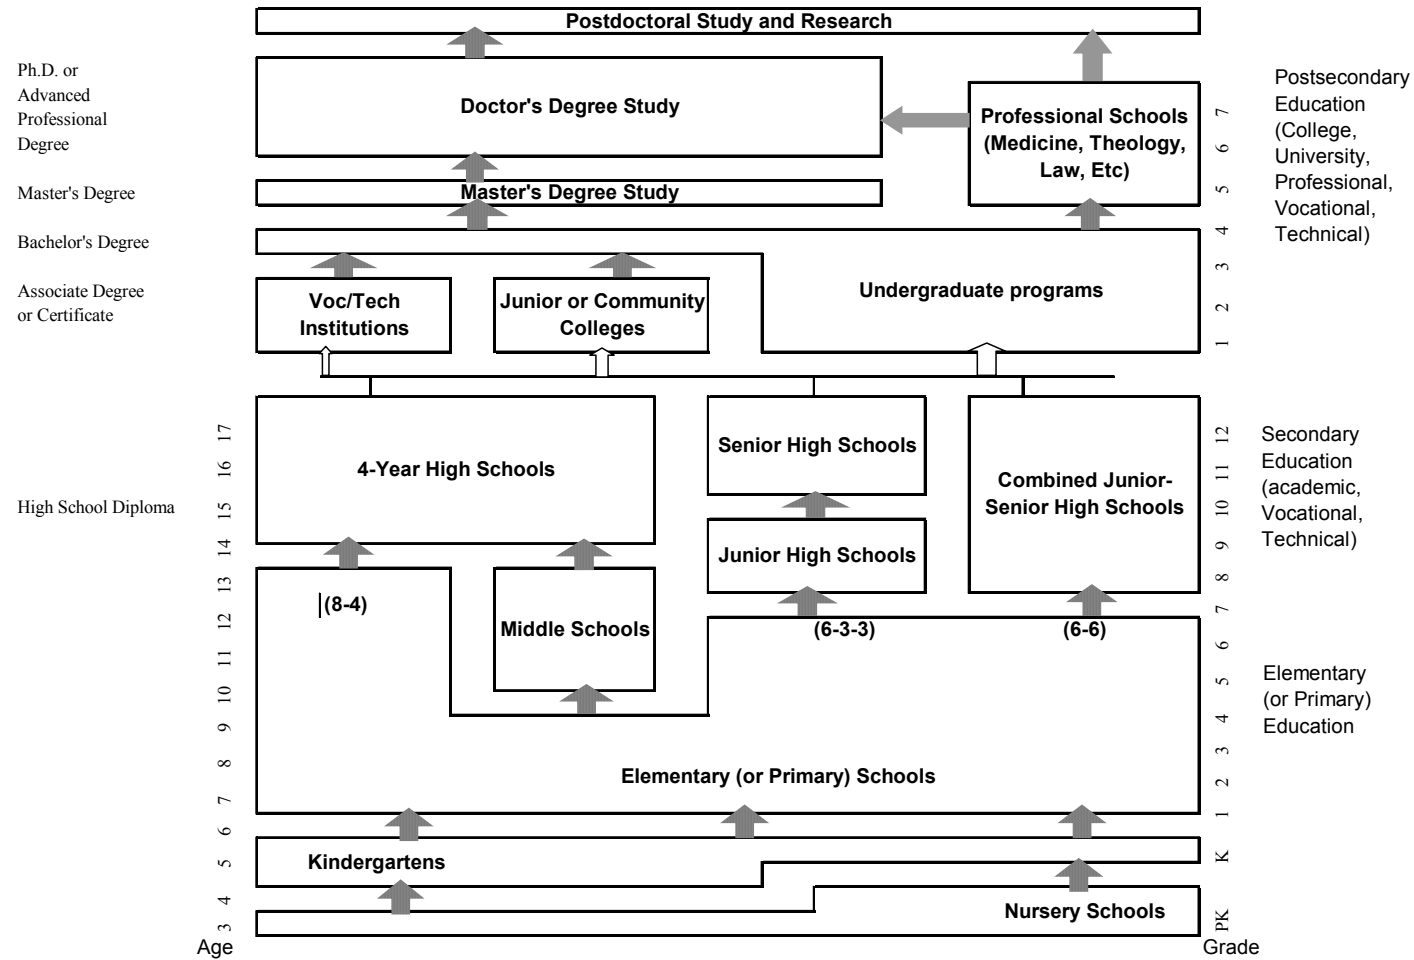 Postdoctoral Study and Research
Ph.D. or
Advanced
Professional
Degree
Doctor's Degree Study
Professional Schools
(Medicine, Theology,
Law, Etc)
7
6
5
Postsecondary
Education
(College,
University,
Professional,
Vocational,
Technical)
Master's Degree
Master's Degree Study
Bachelor's Degree
4
3
2
1
Associate Degree
or Certificate
Voc/Tech
Institutions
Junior or Community
Colleges
Undergraduate programs
17
16
15
14
13
12
11
10
9
8
7
6
5
4
3
Age
High School Diploma
4-Year High Schools
Senior High Schools
Junior High Schools
Combined Junior-
Senior High Schools
12
11
10
9
8
7
6
5
4
3
2
1
K
PK
Grade
Secondary
Education
(academic,
Vocational,
Technical)
(8-4)
Middle Schools
(6-3-3)
(6-6)
Elementary
(or Primary)
Education
Elementary (or Primary) Schools
Kindergartens
Nursery Schools